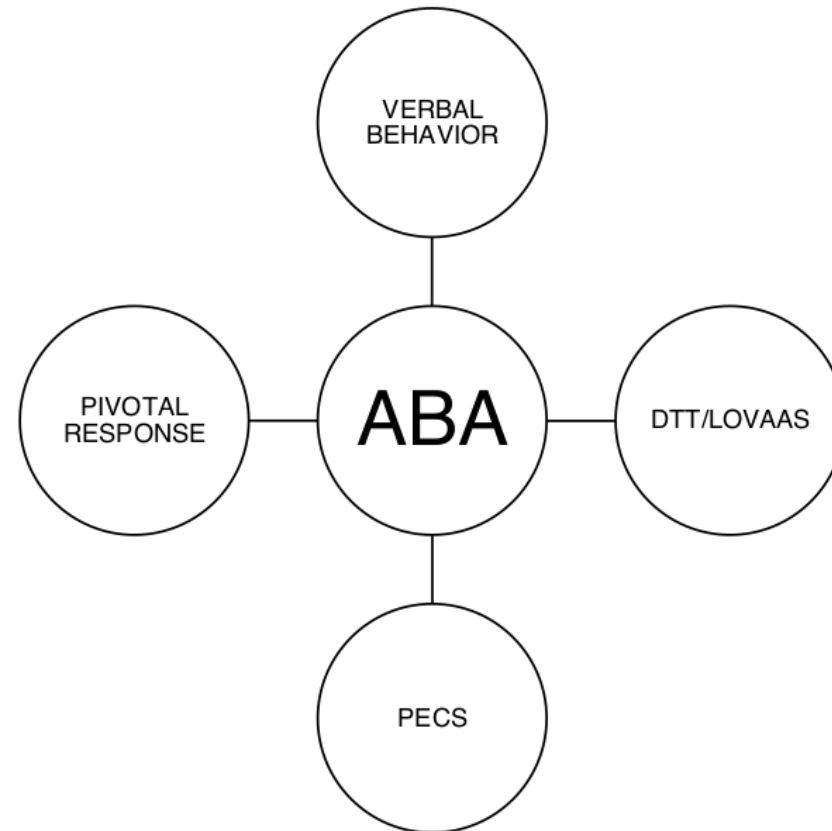 VERBAL
BEHAVIOR
PIVOTAL
RESPONSE
ABA
DTT/LOVAAS
PECS